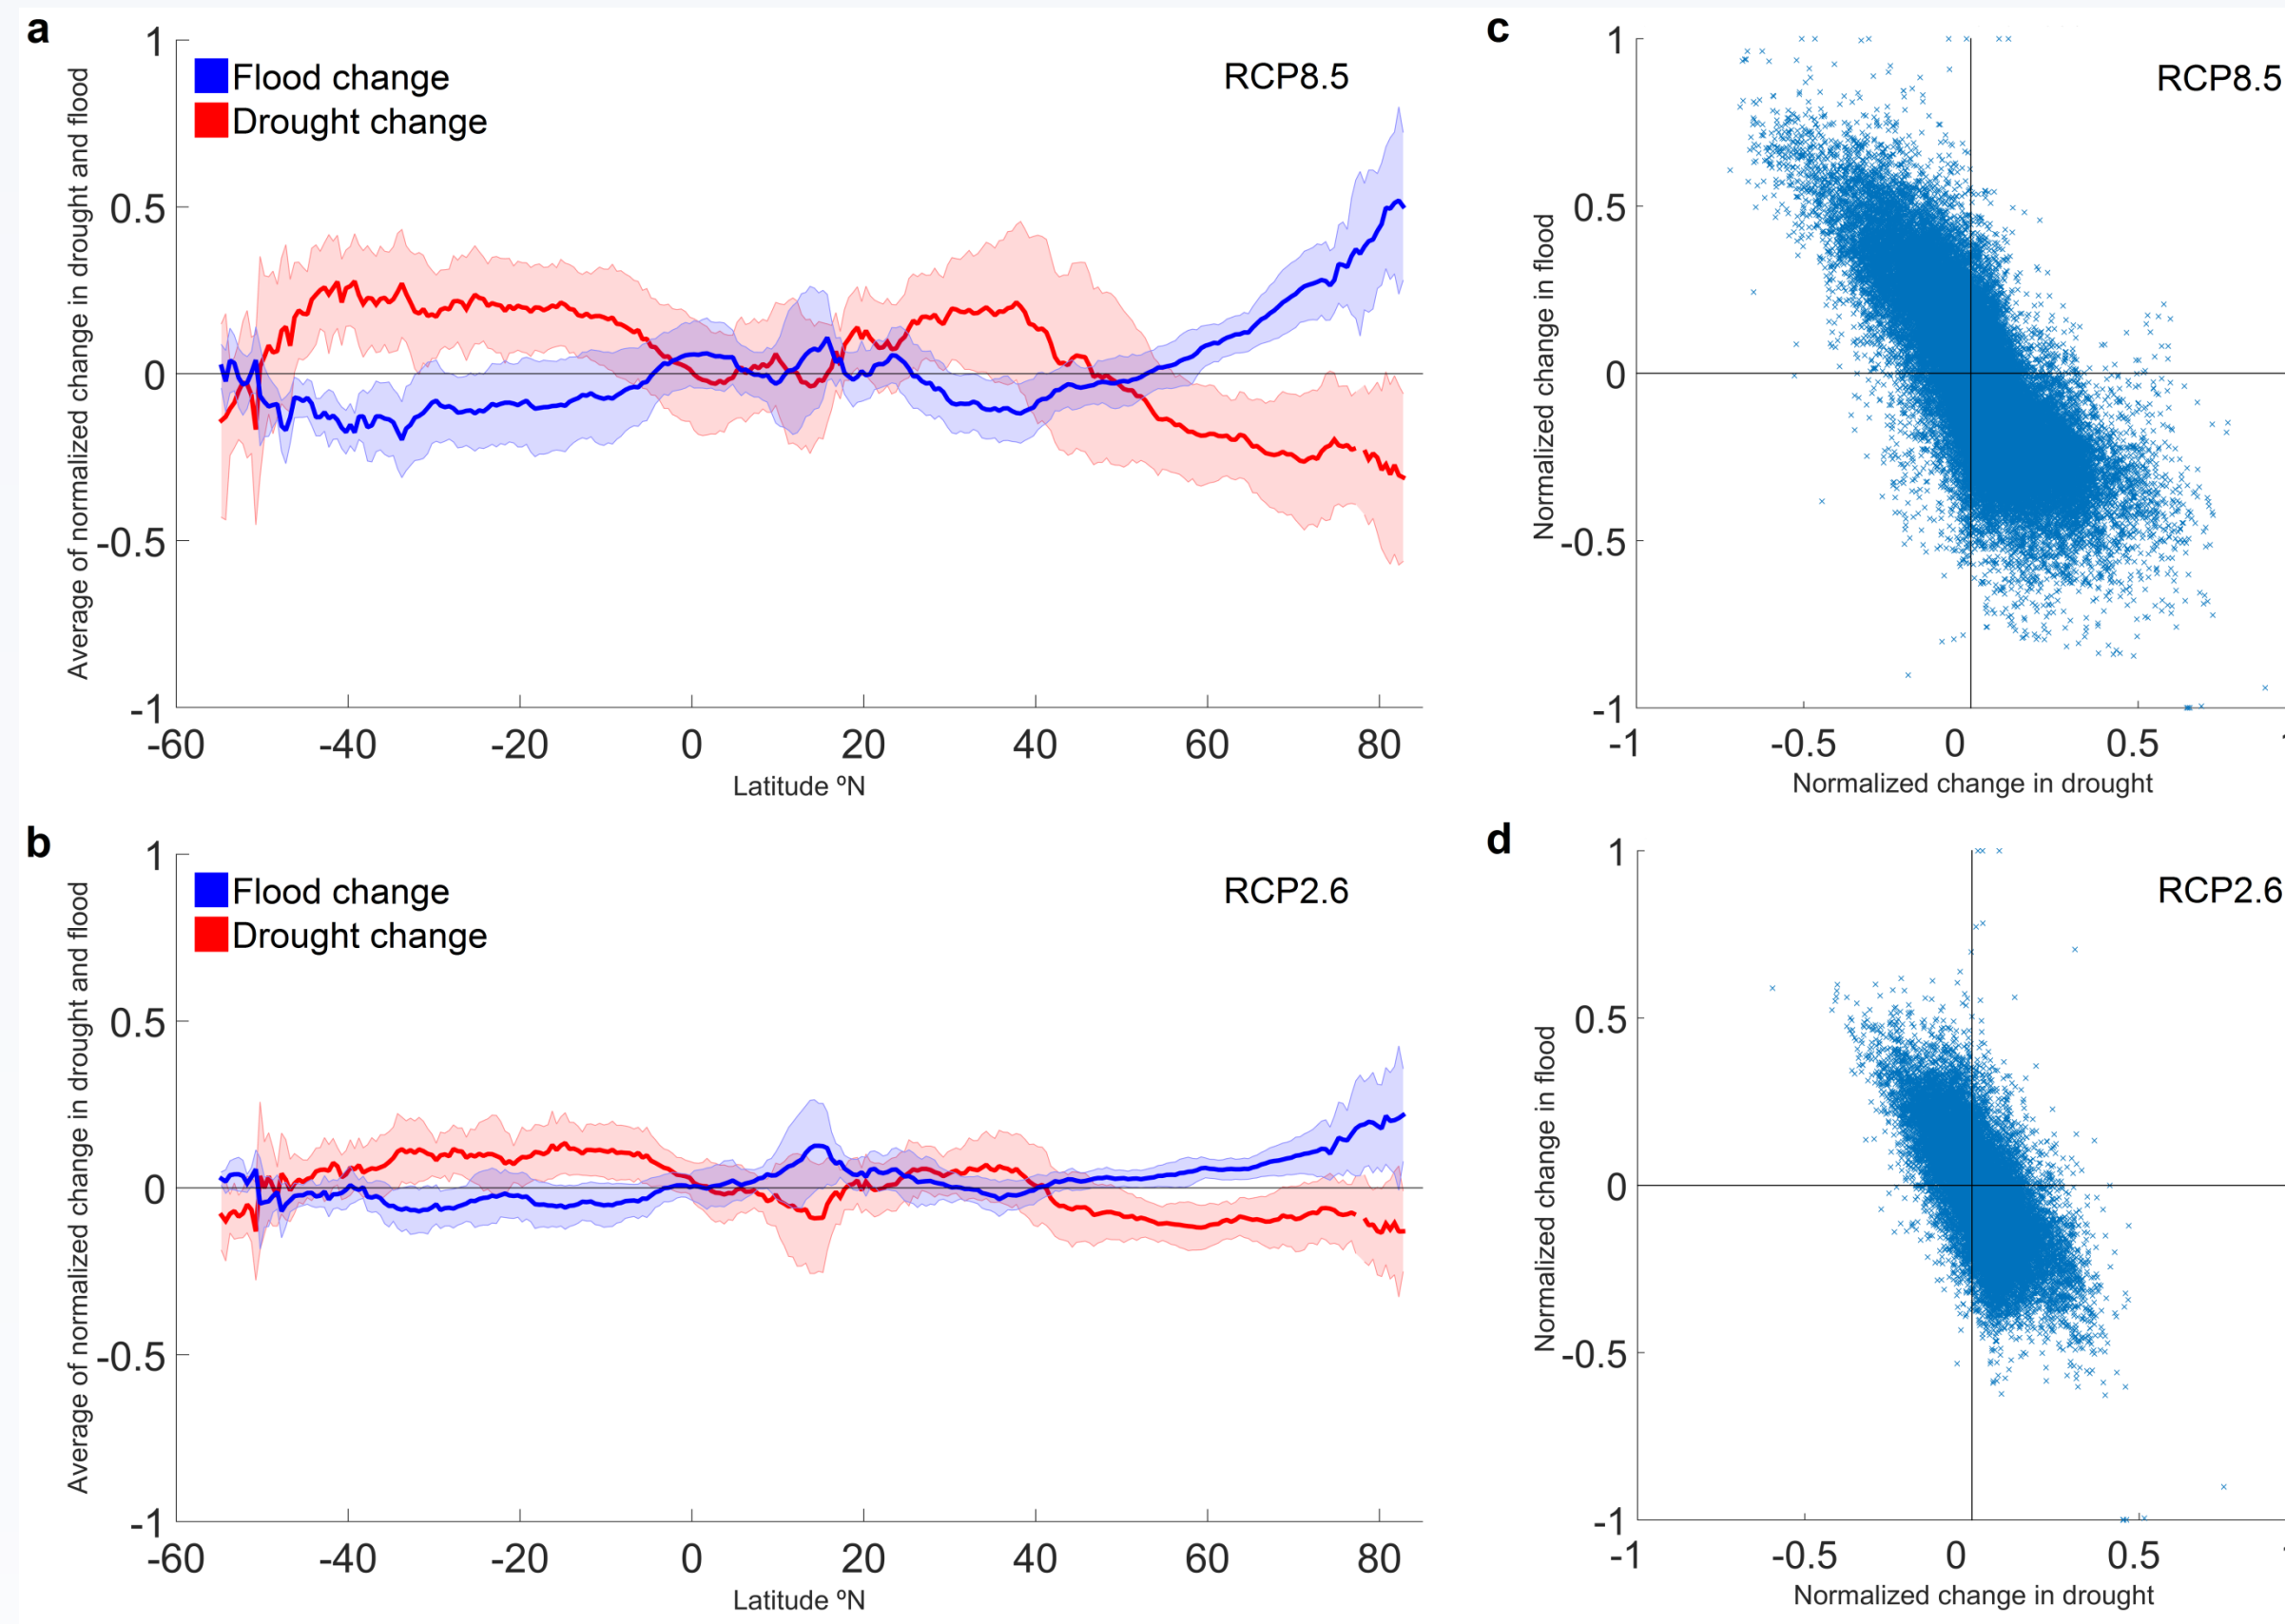 a
1
0.5
0
-0.5
-1
Average of normalized change in drought and flood
Flood change
Drought change
RCP8.5
-60 -40 -20 0 20 40 60 80
Latitude ºN
c
1
0.5
0
-0.5
-1
Normalized change in flood
RCP8.5
-1 -0.5 0 0.5
Normalized change in drought
b
1
0.5
0
-0.5
-1
Average of normalized change in drought and flood
Flood change
Drought change
RCP2.6
-60 -40 -20 0 20 40 60 80
Latitude ºN
d
1
0.5
0
-0.5
-1
Normalized change in flood
RCP2.6
-1 -0.5 0 0.5
Normalized change in drought